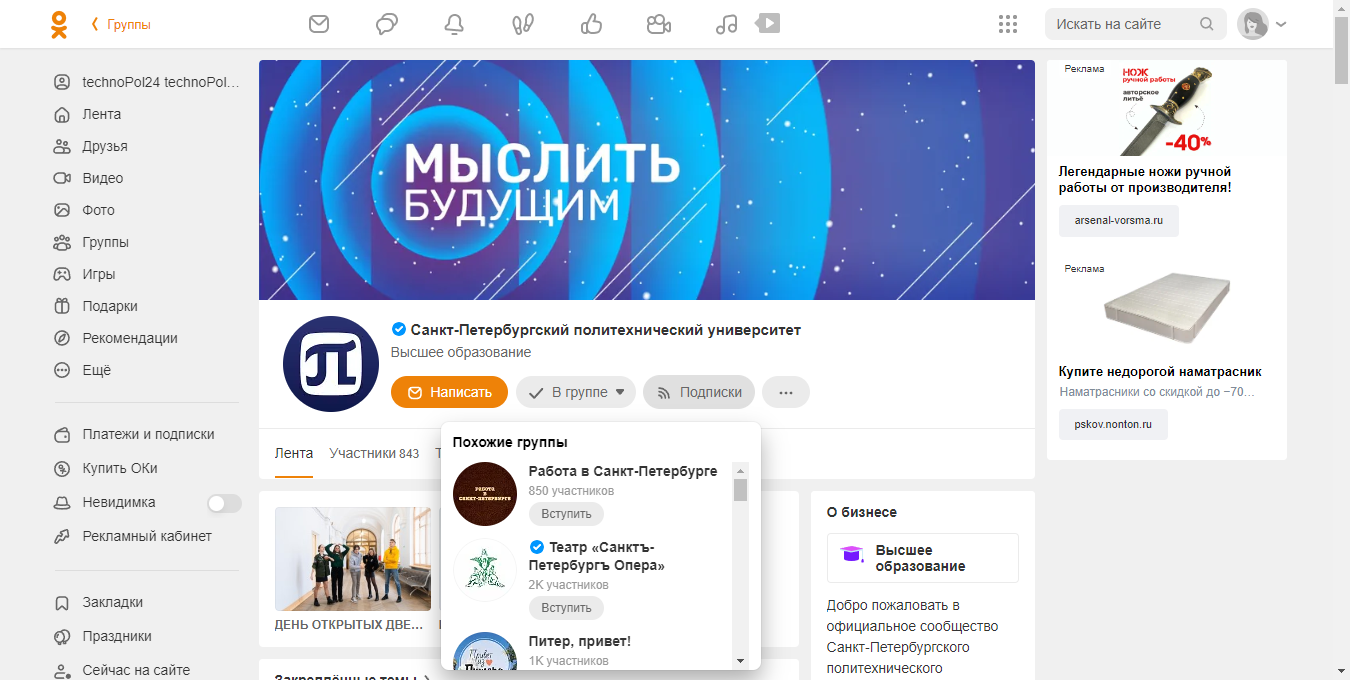 Группы
Искать на сайте
technoPol24 technoPol…
Лента
Друзья
Видео
Фото
Группы
Игры
Подарки
Рекомендации
Ещё
Платежи и подписки
Купить ОКи
Невидимка
Рекламный кабинет
Закладки
Праздники
Сейчас на сайте
МЫСЛИТЬ
БУДУЩИМ
Санкт-Петербургский политехнический университет
Высшее образование
Написать
В группе
Подписки
Лента
Участники 843
Похожие группы
РАБОТА
В
САНКТ-ПЕТЕРБУРГЕ
Работа в Санкт-Петербурге
850 участников
Вступить
Театр «Санктъ-
Петербургъ Опера»
2K участников
Вступить
Привет
из
Питер, привет!
1K участников
ДЕНЬ ОТКРЫТЫХ ДВЕ…
Закреплённые темы
О бизнесе
Высшее
образование
Добро пожаловать в
официальное сообщество
Санкт-Петербургского
политехнического
Реклама
НОЖ
ручной работы
авторское
литьё
-40%
Легендарные ножи ручной
работы от производителя!
arsenal-vorsma.ru
Реклама
Купите недорогой наматрасник
Наматрасники со скидкой до −70…
pskov.nonton.ru